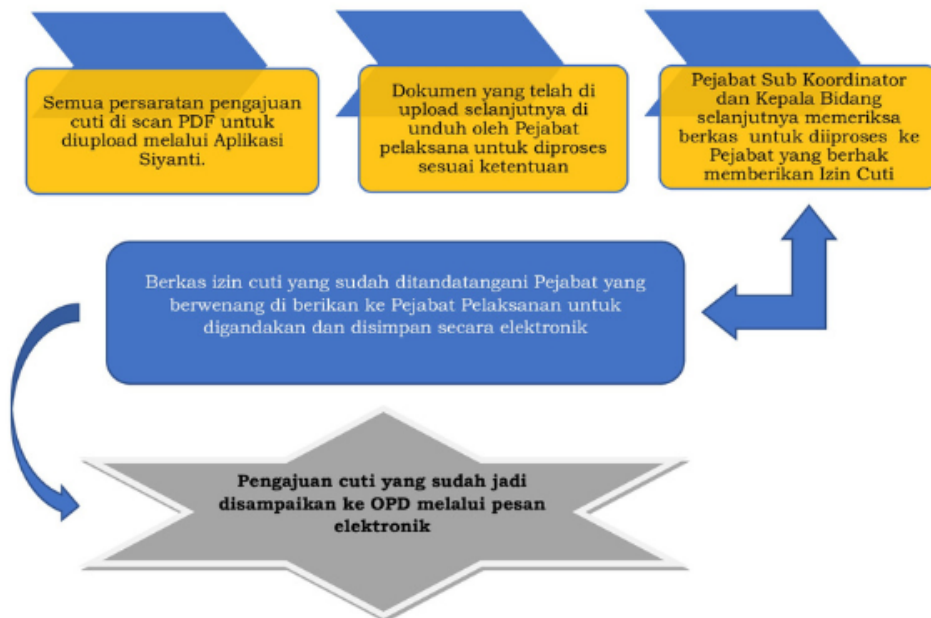 Semua persaratan pengajuan
cuti di scan PDF untuk
diupload melalui Aplikasi
Siyanti.
Dokumen yang telah di
upload selanjutnya di
unduh oleh Pejabat
pelaksana untuk diproses
sesuai ketentuan
Pejabat Sub Koordinator
dan Kepala Bidang
selanjutnya memeriksa
berkas untuk diiproses ke
Pejabat yang berhak
memberikan Izin Cuti
Berkas izin cuti yang sudah ditandatangani Pejabat yang
berwenang di berikan ke Pejabat Pelaksanan untuk
digandakan dan disimpan secara elektronik
Pengajuan cuti yang sudah jadi
disampaikan ke OPD melalui pesan
elektronik